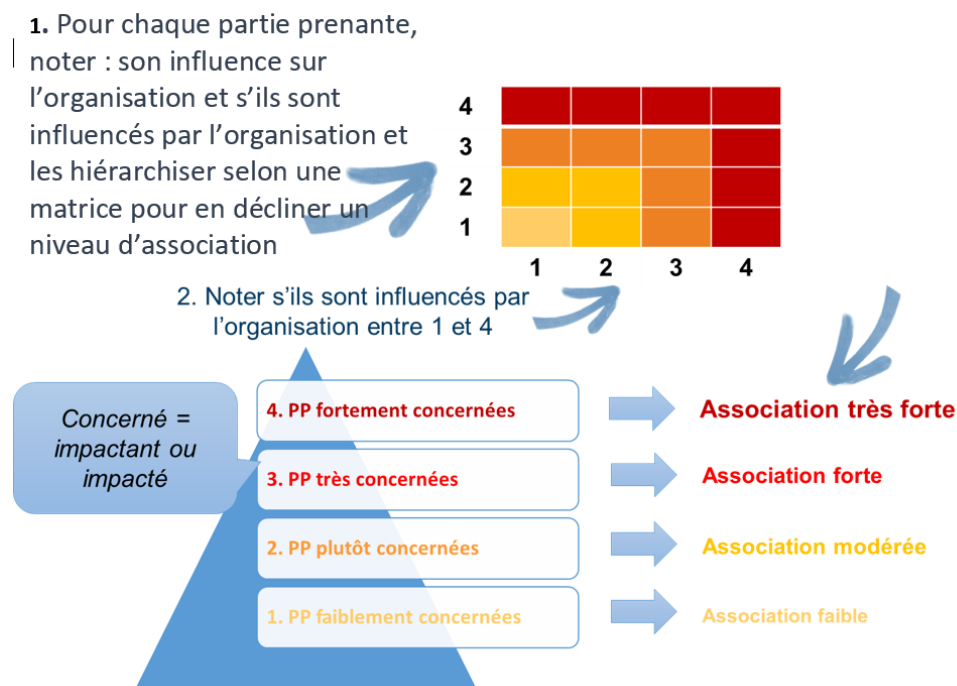 1. Pour chaque partie prenante,
noter : son influence sur
l’organisation et s’ils sont
influencés par l’organisation et
les hiérarchiser selon une
matrice pour en décliner un
niveau d’association
4
3
2
1
1 2 3 4
2. Noter s’ils sont influencés par
l’organisation entre 1 et 4
Concerné =
impactant ou
impacté
4. PP fortement concernées
Association très forte
3. PP très concernées
Association forte
2. PP plutôt concernées
Association modérée
1. PP faiblement concernées
Association faible